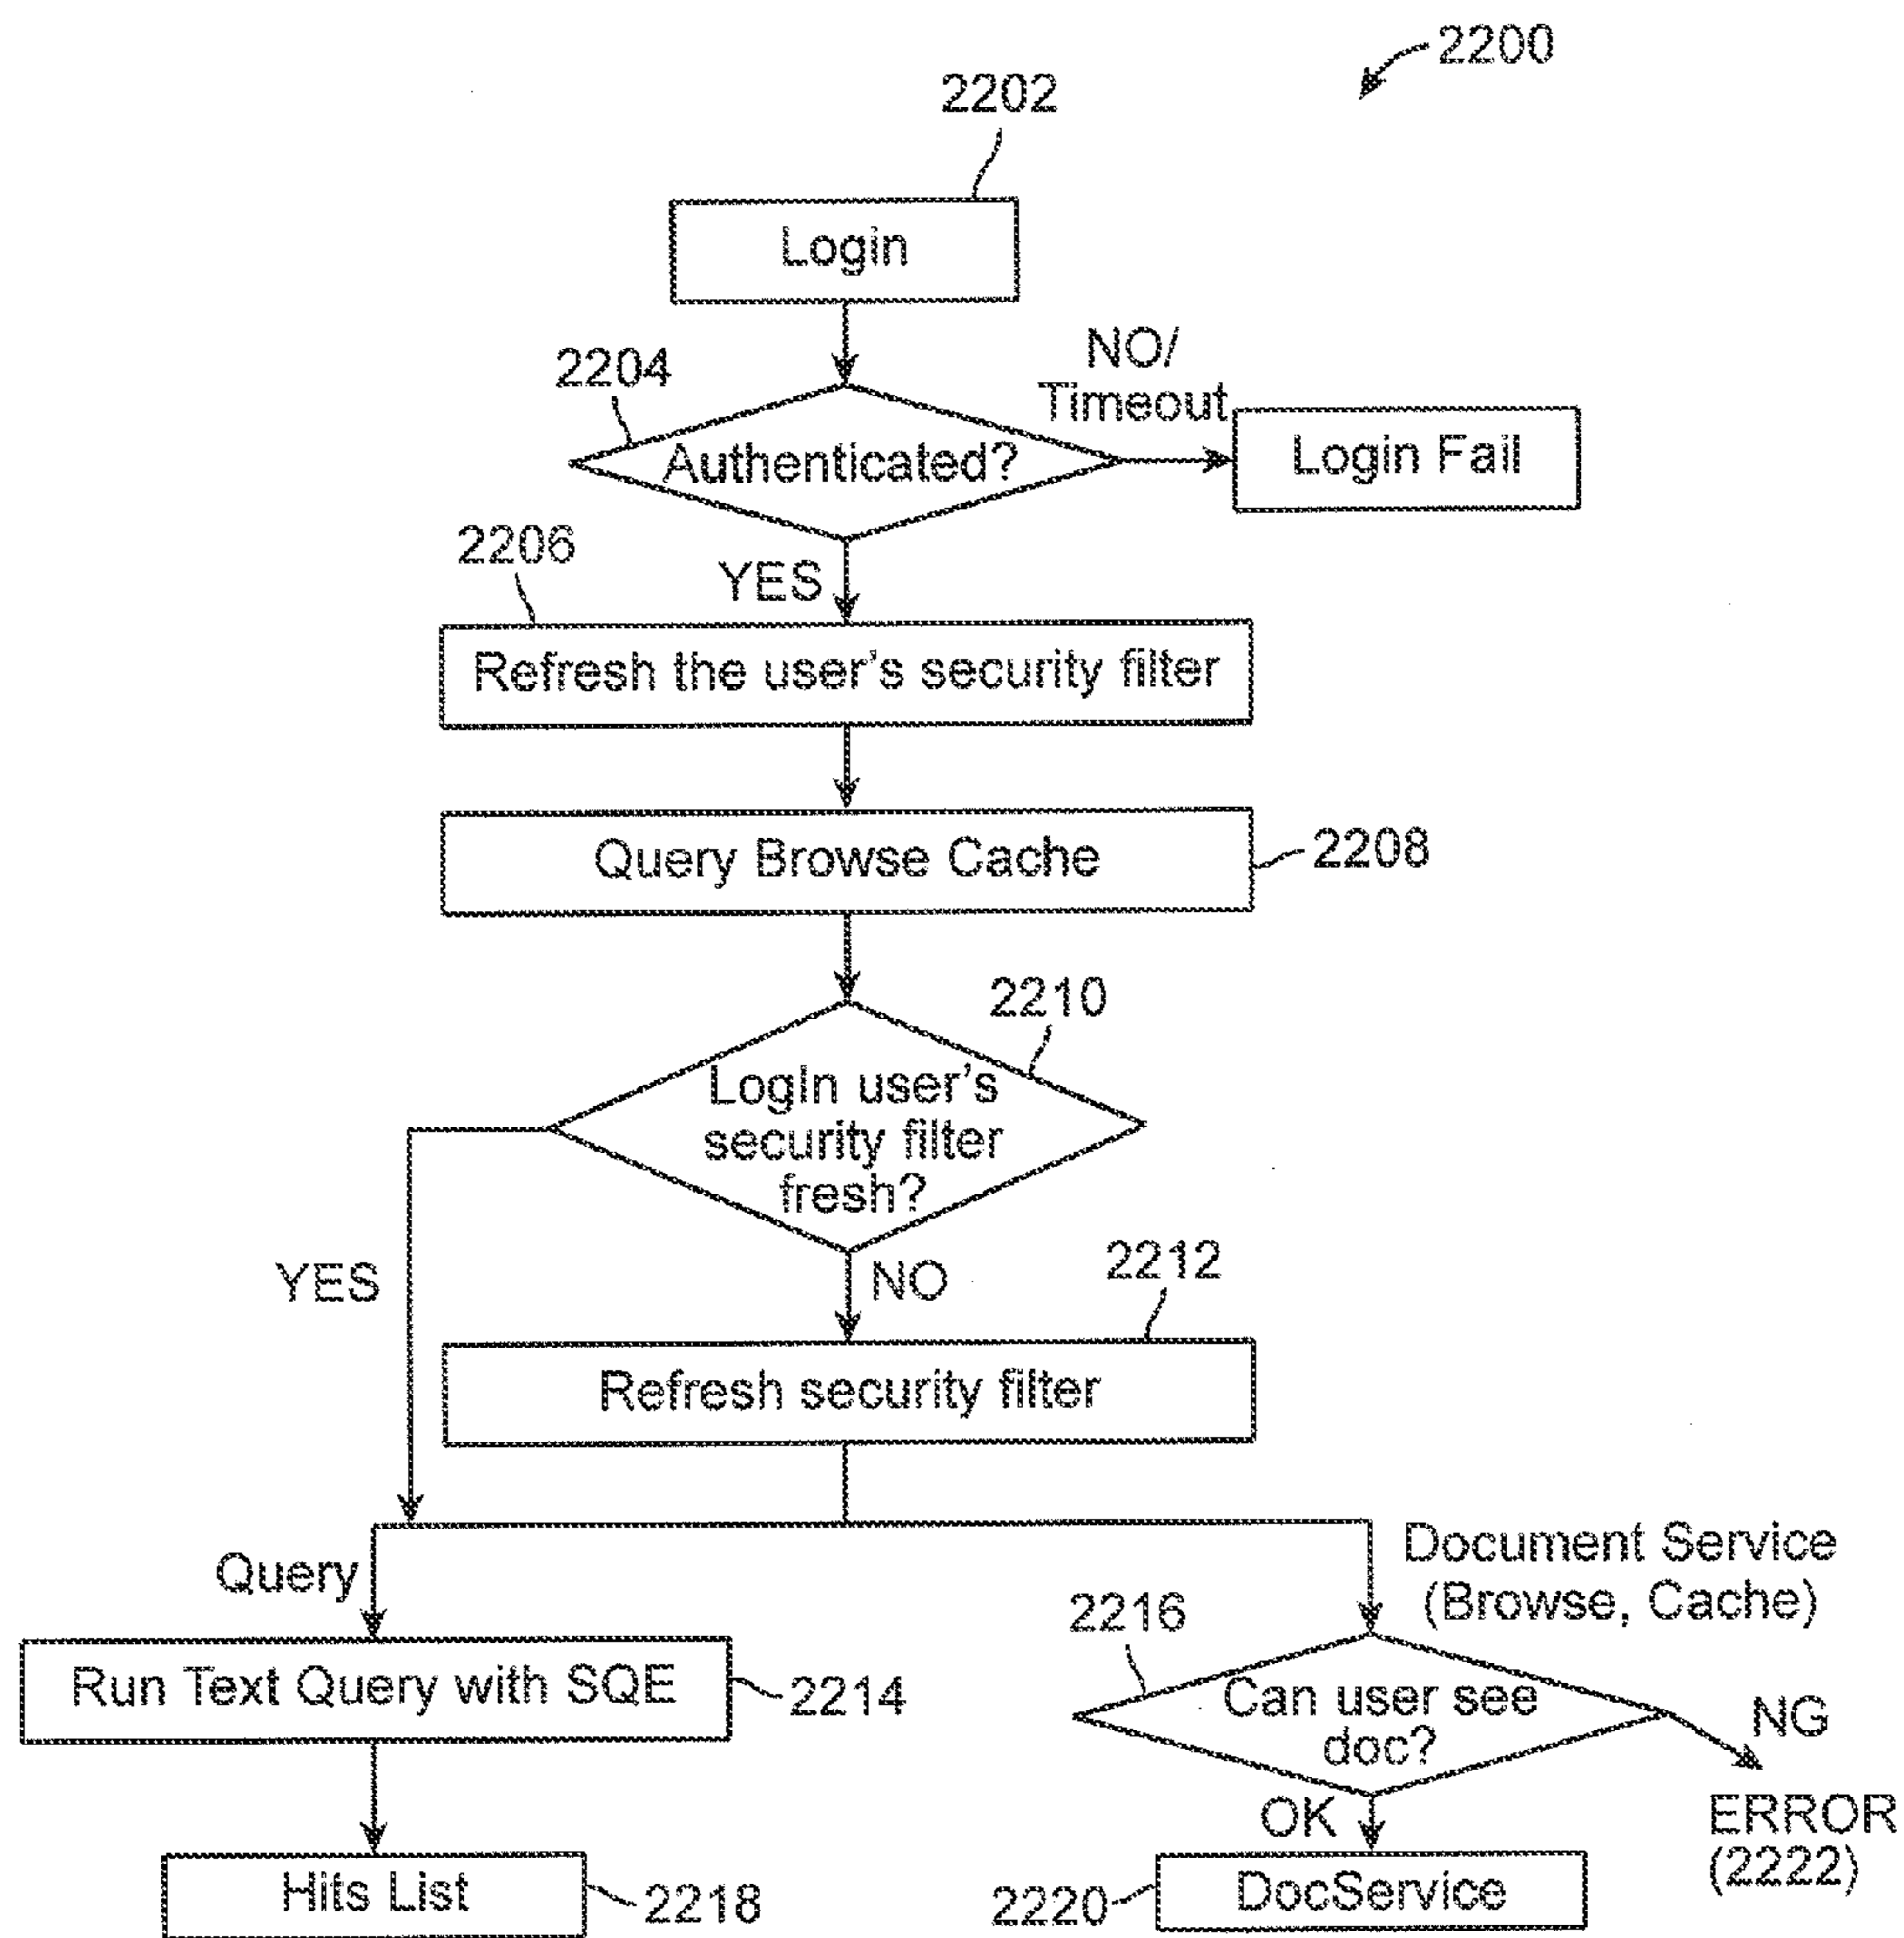 2200
2202
Login
2204
NO/
Timeout
Authenticated?
Login Fail
2206
YES
Refresh the user's security filter
Query Browse Cache
2208
2210
LogIn user's
security filter
fresh?
YES
NO
2212
Refresh security filter
Query
Document Service
(Browse, Cache)
2216
Run Text Query with SQE
2214
Can user see
doc?
NG
OK
ERROR
(2222)
Hits List
2218
2220
DocService